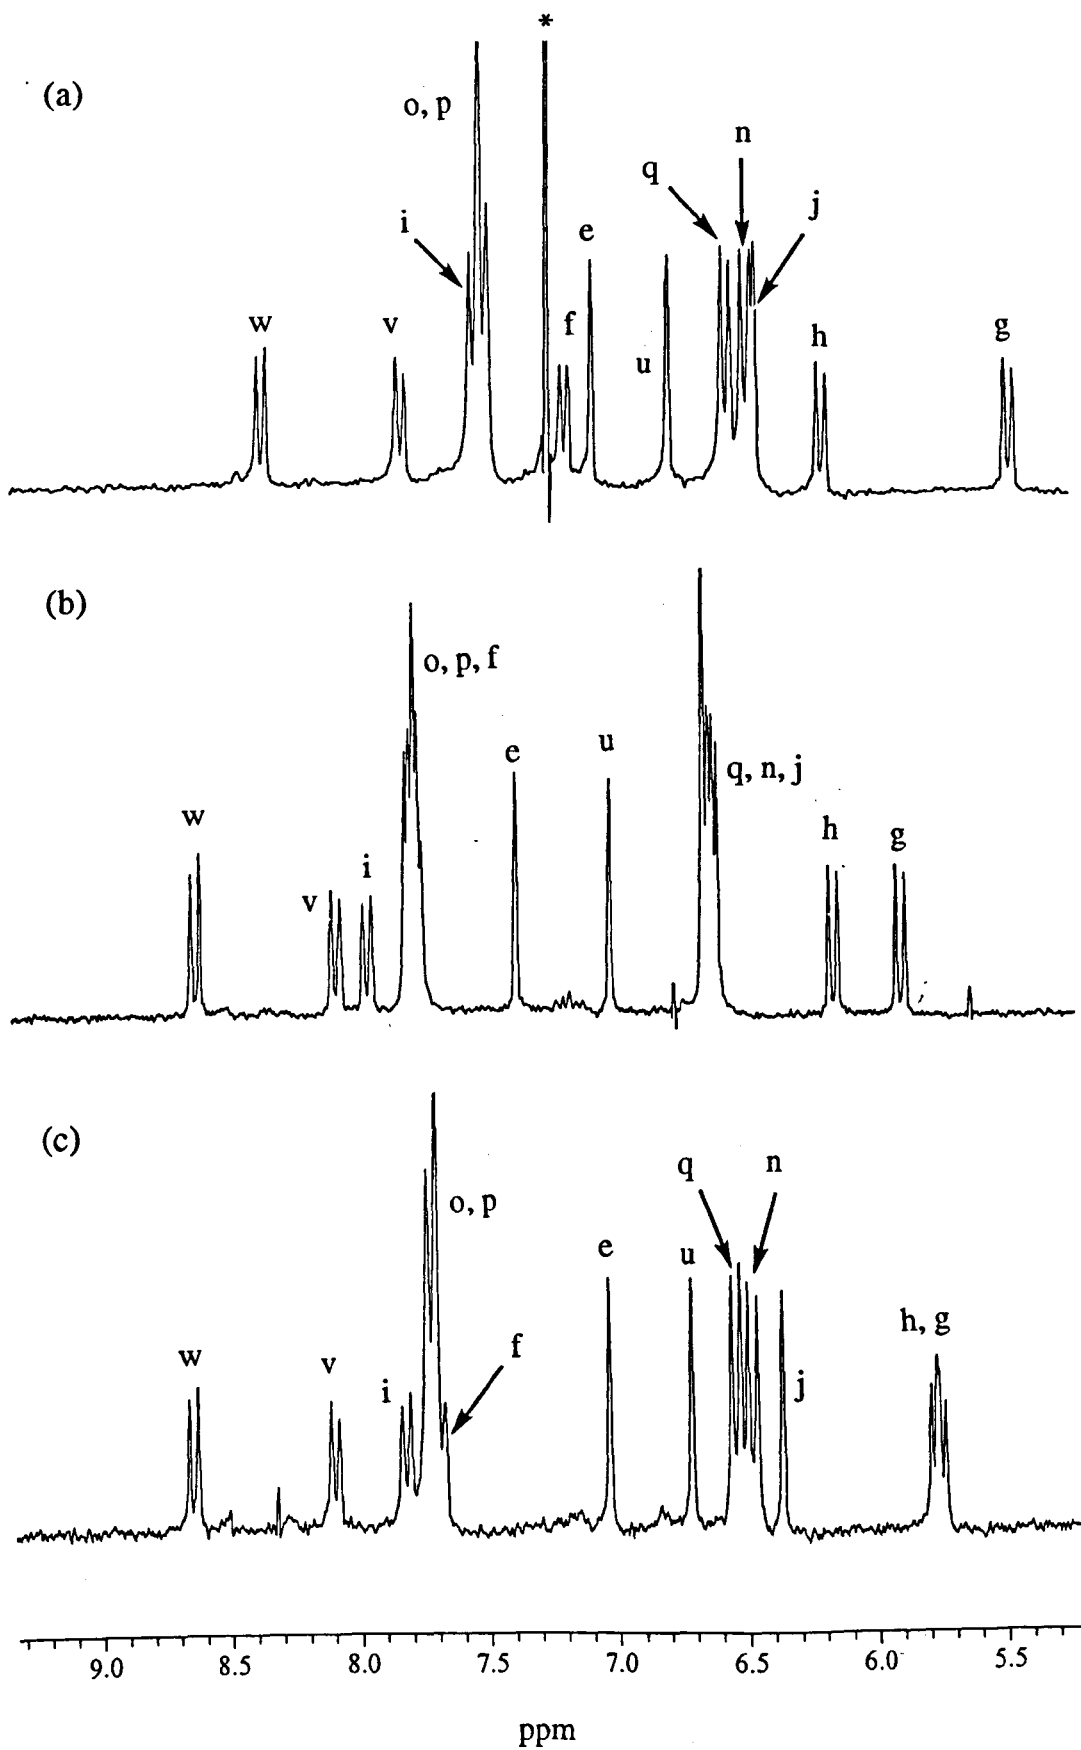 *
(a)
o, p
n
q
j
i
e
w
v
f
u
h
g
(b)
o, p, f
e
u
q, n, j
w
h
g
i
v
(c)
q
n
o, p
e
u
h, g
f
w
v
i
j
9.0 8.5 8.0 7.5 7.0 6.5 6.0 5.5
ppm